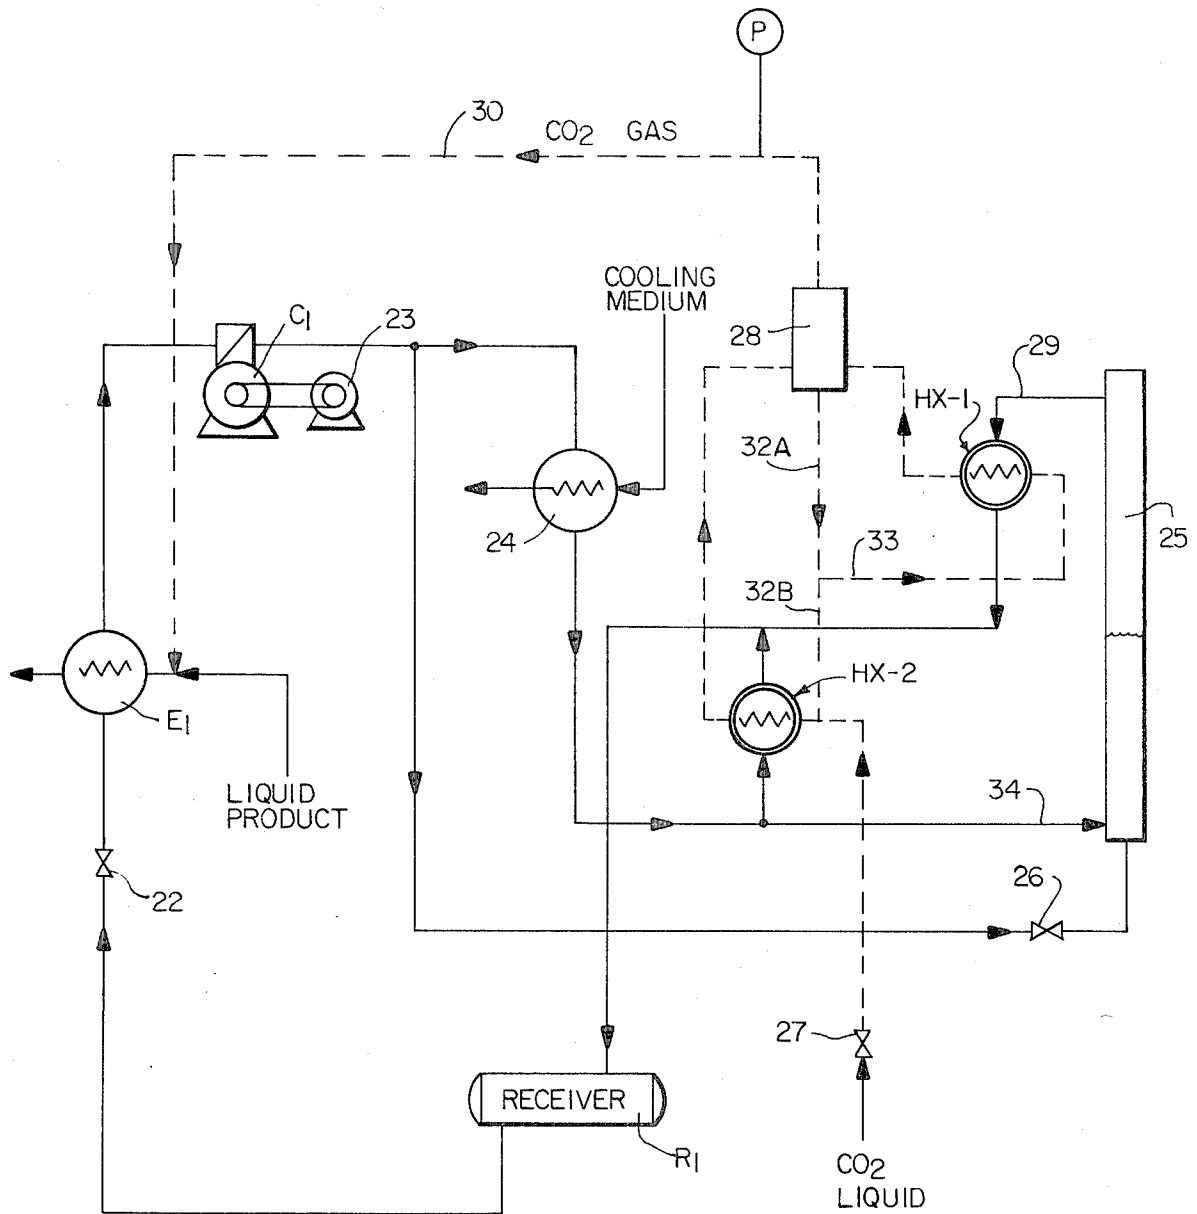 P
30
CO2 GAS
COOLING
MEDIUM
C1
23
28
29
HX-1
32A
24
25
33
32B
HX-2
E1
LIQUID
PRODUCT
34
22
26
27
RECEIVER
R1
CO2
LIQUID